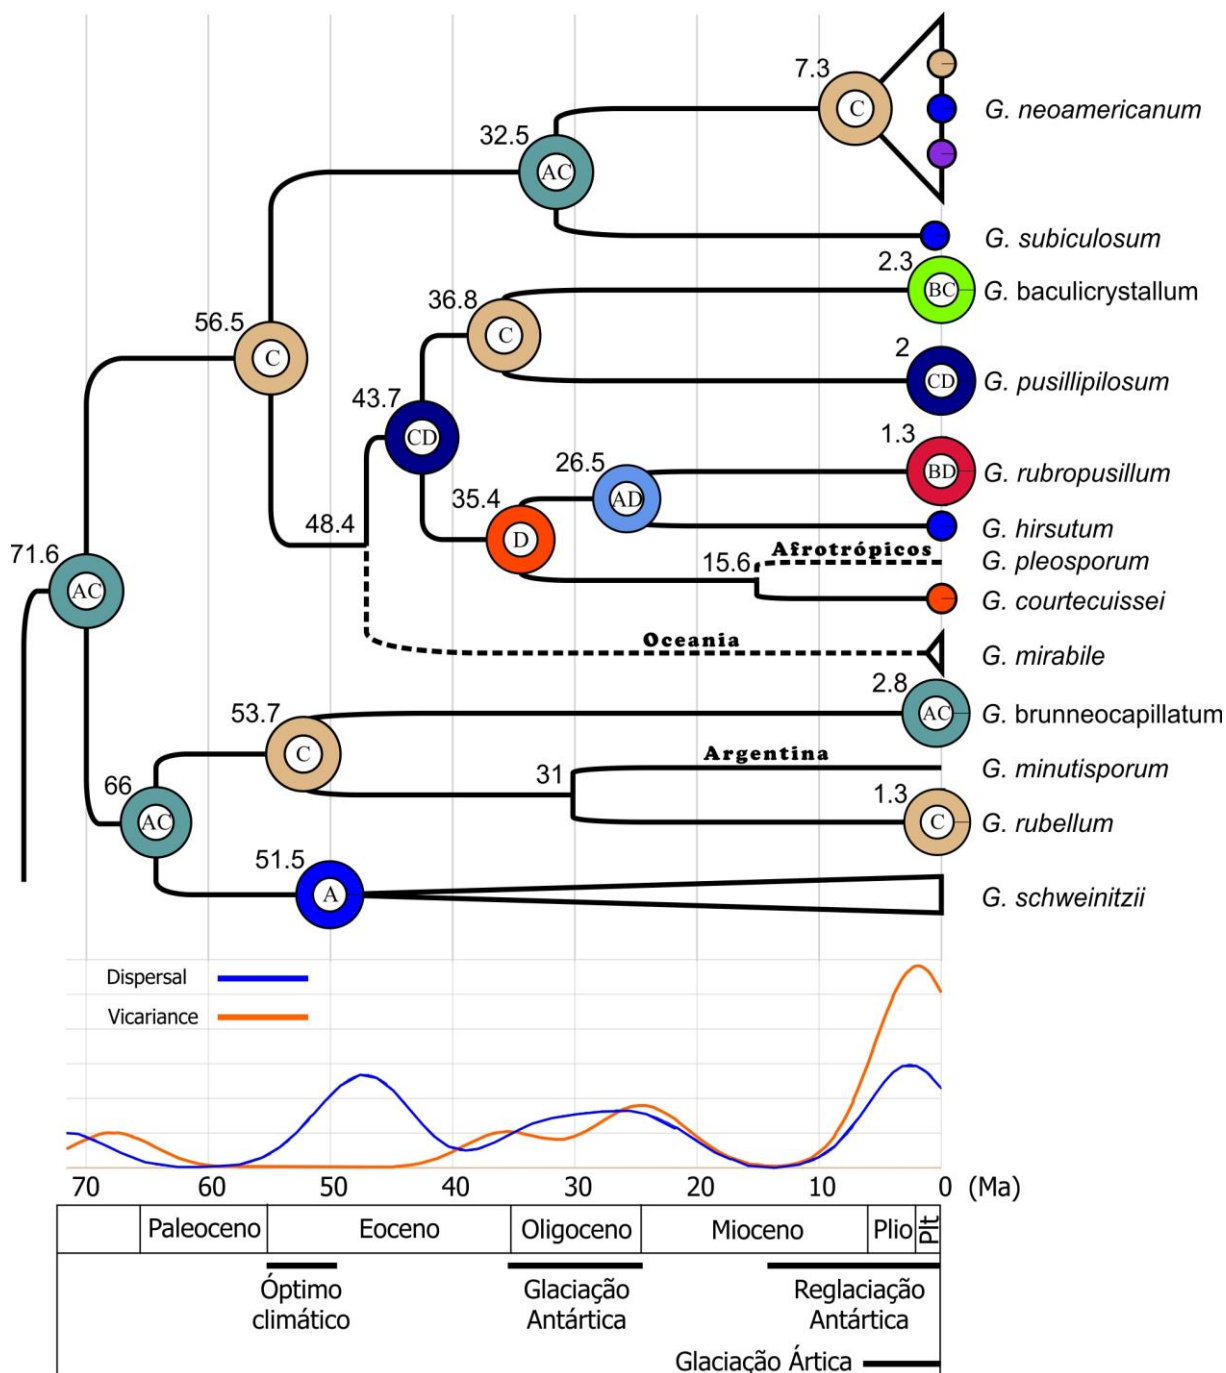 7.3
C
G. neoamericanum
32.5
AC
G. subiculosum
2.3
BC
G. baculicrystallum
36.8
C
56.5
C
2
CD
G. pusillipilosum
43.7
CD
1.3
BD
G. rubropusillum
26.5
AD
35.4
D
G. hirsutum
48.4
Afrotrópicos
G. pleosporum
15.6
71.6
AC
G. courtecuissei
Oceania
G. mirabile
2.8
AC
G. brunneocapillatum
53.7
C
Argentina
G. minutisporum
31
1.3
C
G. rubellum
66
AC
51.5
A
G. schweinitzii
Dispersal
Vicariance
70 60 50 40 30 20 10 0 (Ma)
Paleoceno Eoceno Oligoceno Mioceno Plio Plt
Óptimo climático
Glaciação Antártica
Reglaciação Antártica
Glaciação Ártica